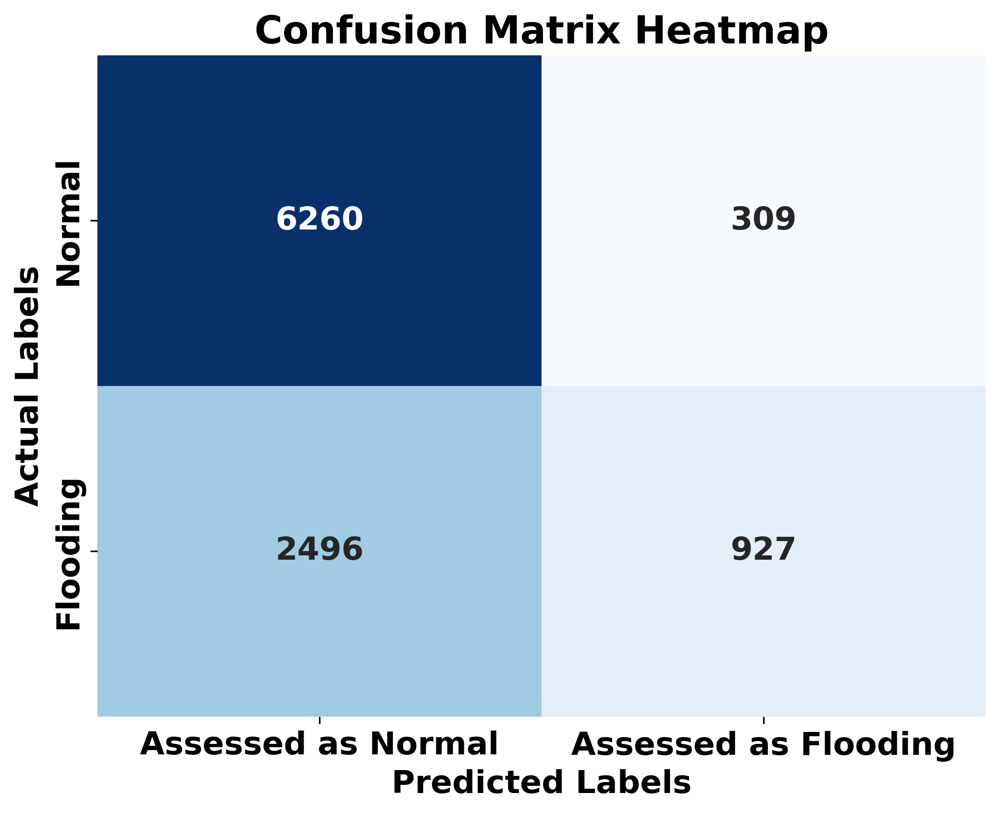 Confusion Matrix Heatmap
Actual Labels
Normal
6260
309
Flooding
2496
927
Assessed as Normal
Assessed as Flooding
Predicted Labels